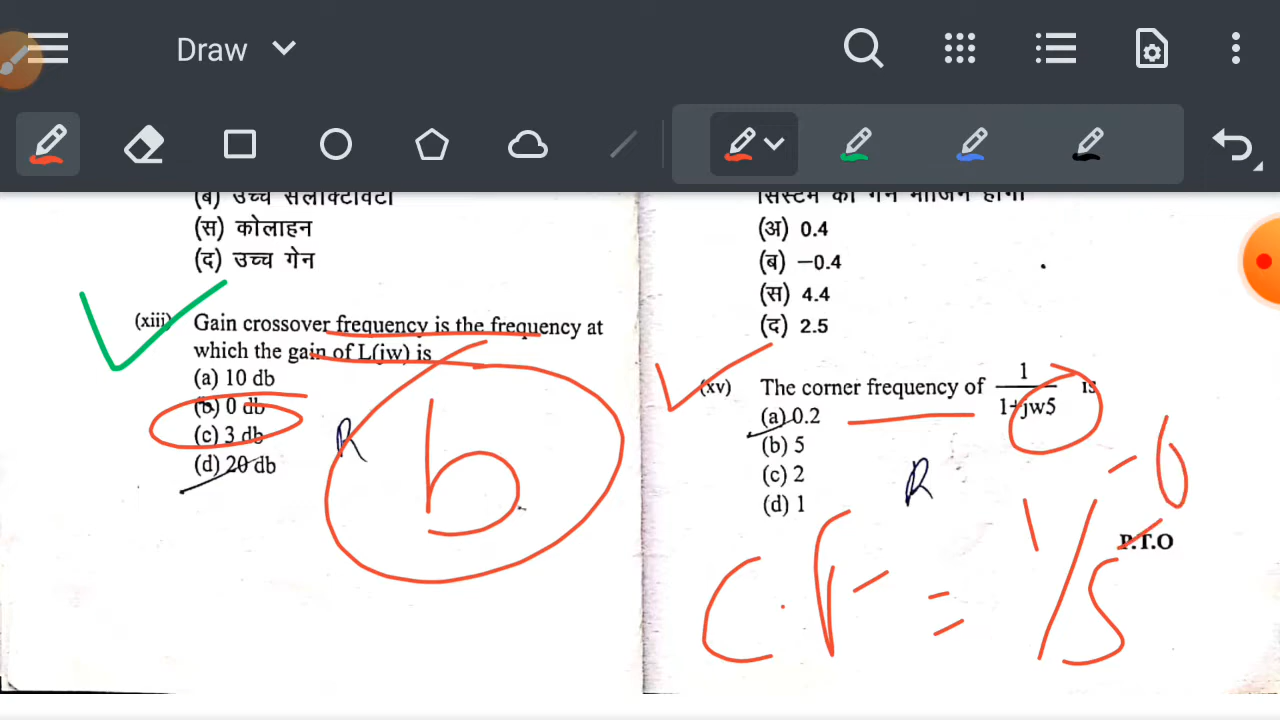 Draw
(ब) उच्च सेलेक्टिविटी
(स) कोलाहन
(द) उच्च गेन
(xiii) Gain crossover frequency is the frequency at
which the gain of L(jw) is
(a) 10 db
(b) 0 db
(c) 3 db
(d) 20 db
R
b
सिस्टम का गेन मार्जिन होगा
(अ) 0.4
(ब) –0.4
(स) 4.4
(द) 2.5
(xv) The corner frequency of 1/1+jw5 is
(a) 0.2
(b) 5
(c) 2
(d) 1
R
P.T.O
C.F = 1/5